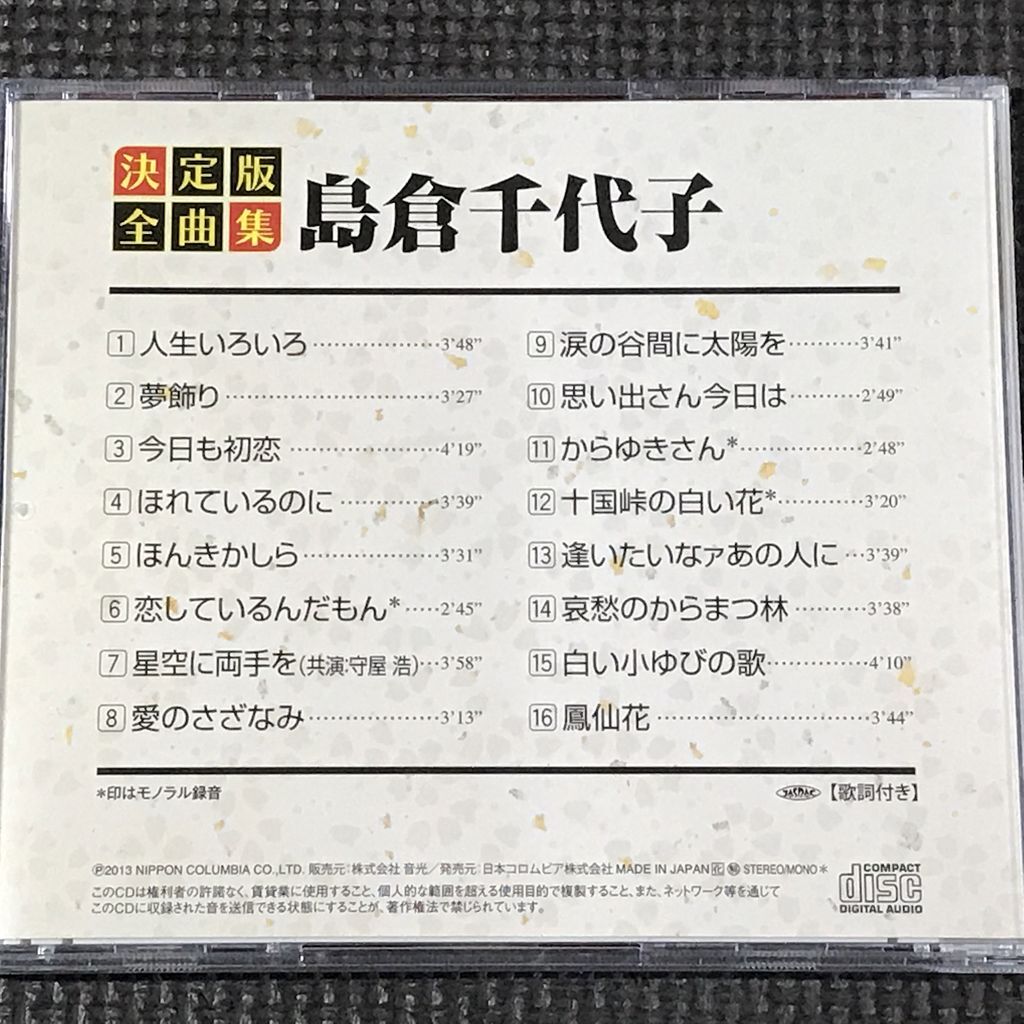 決定版
全曲集
島倉千代子
1 人生いろいろ 3'48"
2 夢飾り 3'27"
3 今日も初恋 4'19"
4 ほれているのに 3'39"
5 ほんきかしら 3'31"
6 恋しているんだもん* 2'45"
7 星空に両手を(共演:守屋 浩) 3'58"
8 愛のさざなみ 3'13"
9 涙の谷間に太陽を 3'41"
10 思い出さん今日は 2'49"
11 からゆきさん* 2'48"
12 十国峠の白い花* 3'20"
13 逢いたいなァあの人に 3'39"
14 哀愁のからまつ林 3'38"
15 白い小ゆびの歌 4'10"
16 鳳仙花 3'44"
*印はモノラル録音
JASRAC 【歌詞付き】
Ⓟ2013 NIPPON COLUMBIA CO.,LTD. 販売元:株式会社 音光/発売元:日本コロムビア株式会社 MADE IN JAPAN STEREO/MONO*
このCDは権利者の許諾なく、賃貸業に使用すること、個人的な範囲を超える使用目的で複製すること、また、ネットワーク等を通じて
このCDに収録された音を送信できる状態にすることが、著作権法で禁じられています。
COMPACT
disc
DIGITAL AUDIO